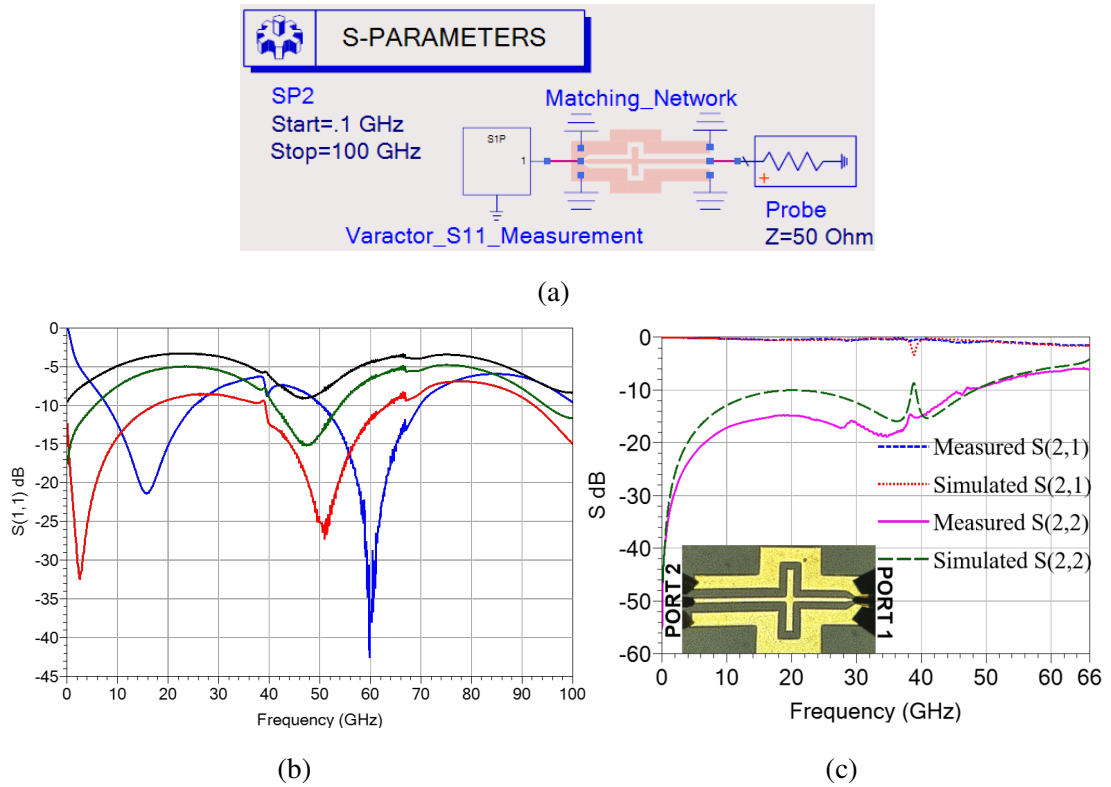 S-PARAMETERS
SP2
Start=.1 GHz
Stop=100 GHz
Matching_Network
S1P
1
+
Varactor_S11_Measurement
Probe
Z=50 Ohm
(a)
S(1,1) dB
0
-5
-10
-15
-20
-25
-30
-35
-40
-45
0 10 20 30 40 50 60 70 80 90 100
Frequency (GHz)
(b)
S dB
0
-10
-20
-30
-40
-50
-60
Measured S(2,1)
Simulated S(2,1)
Measured S(2,2)
Simulated S(2,2)
PORT 2
PORT 1
0 10 20 30 40 50 60 66
Frequency (GHz)
(c)